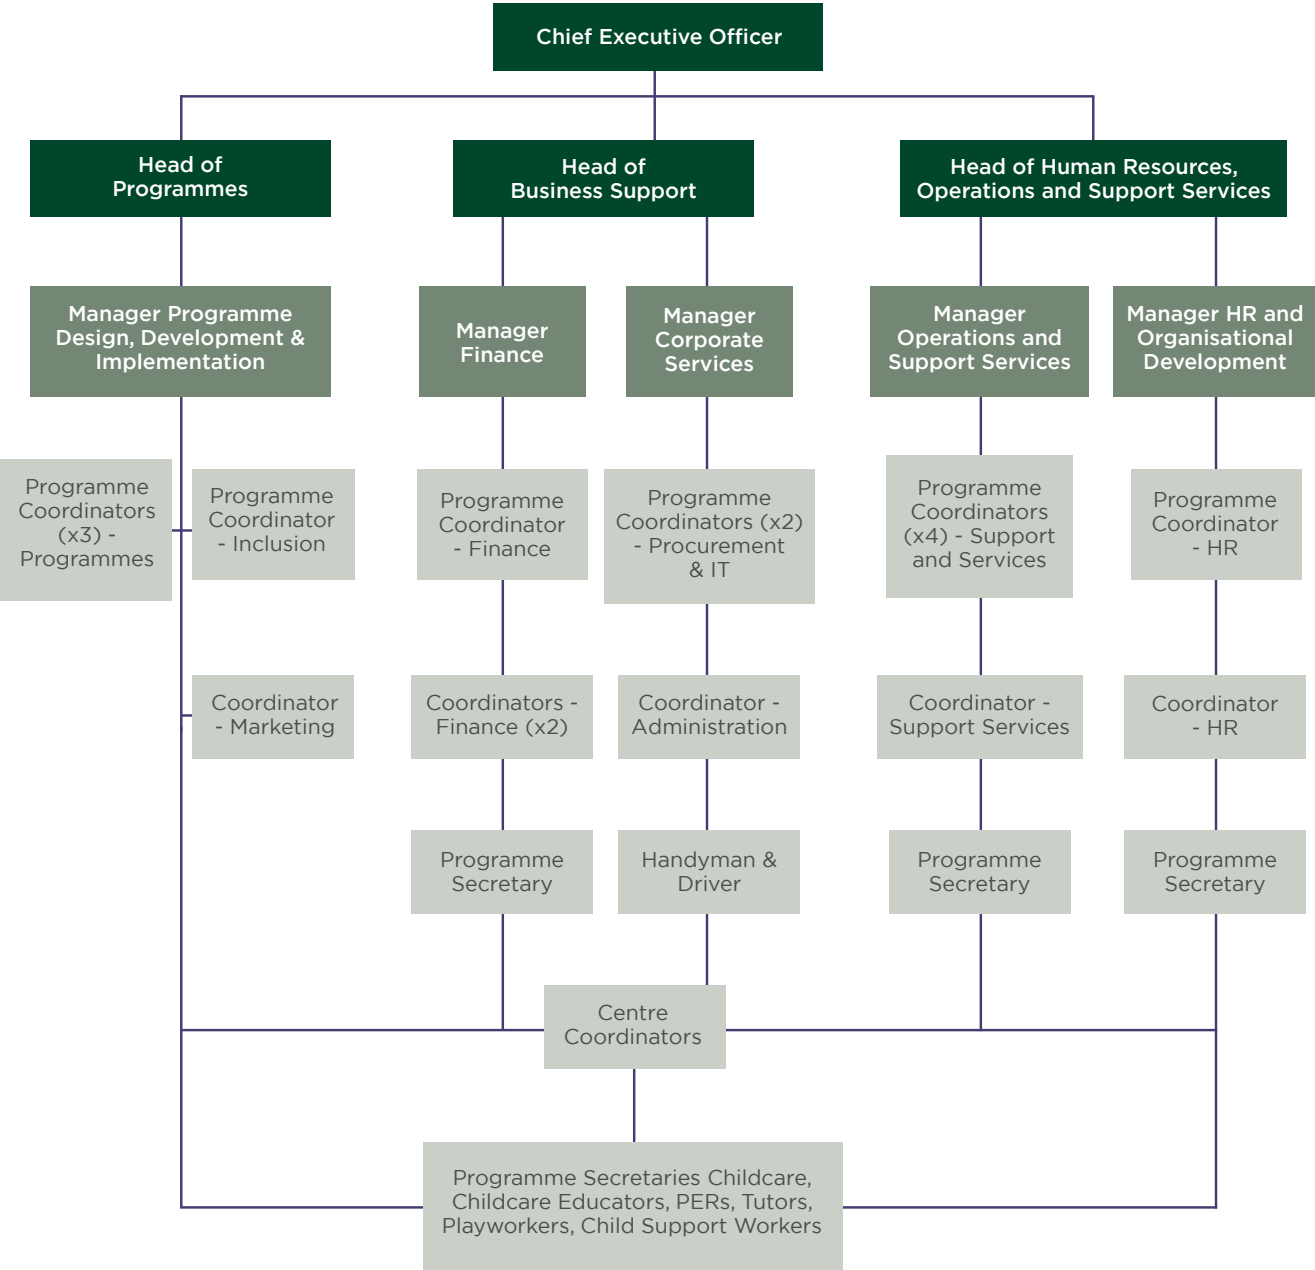 Chief Executive Officer
Head of
Programmes
Head of
Business Support
Head of Human Resources,
Operations and Support Services
Manager Programme
Design, Development &
Implementation
Manager
Finance
Manager
Corporate
Services
Manager
Operations and
Support Services
Manager HR and
Organisational
Development
Programme
Coordinators
(x3) -
Programmes
Programme
Coordinator
- Inclusion
Programme
Coordinator
- Finance
Programme
Coordinators (x2)
- Procurement
& IT
Programme
Coordinators
(x4) - Support
and Services
Programme
Coordinator
- HR
Coordinator
- Marketing
Coordinators -
Finance (x2)
Coordinator -
Administration
Coordinator -
Support Services
Coordinator
- HR
Programme
Secretary
Handyman &
Driver
Programme
Secretary
Programme
Secretary
Centre
Coordinators
Programme Secretaries Childcare,
Childcare Educators, PERs, Tutors,
Playworkers, Child Support Workers